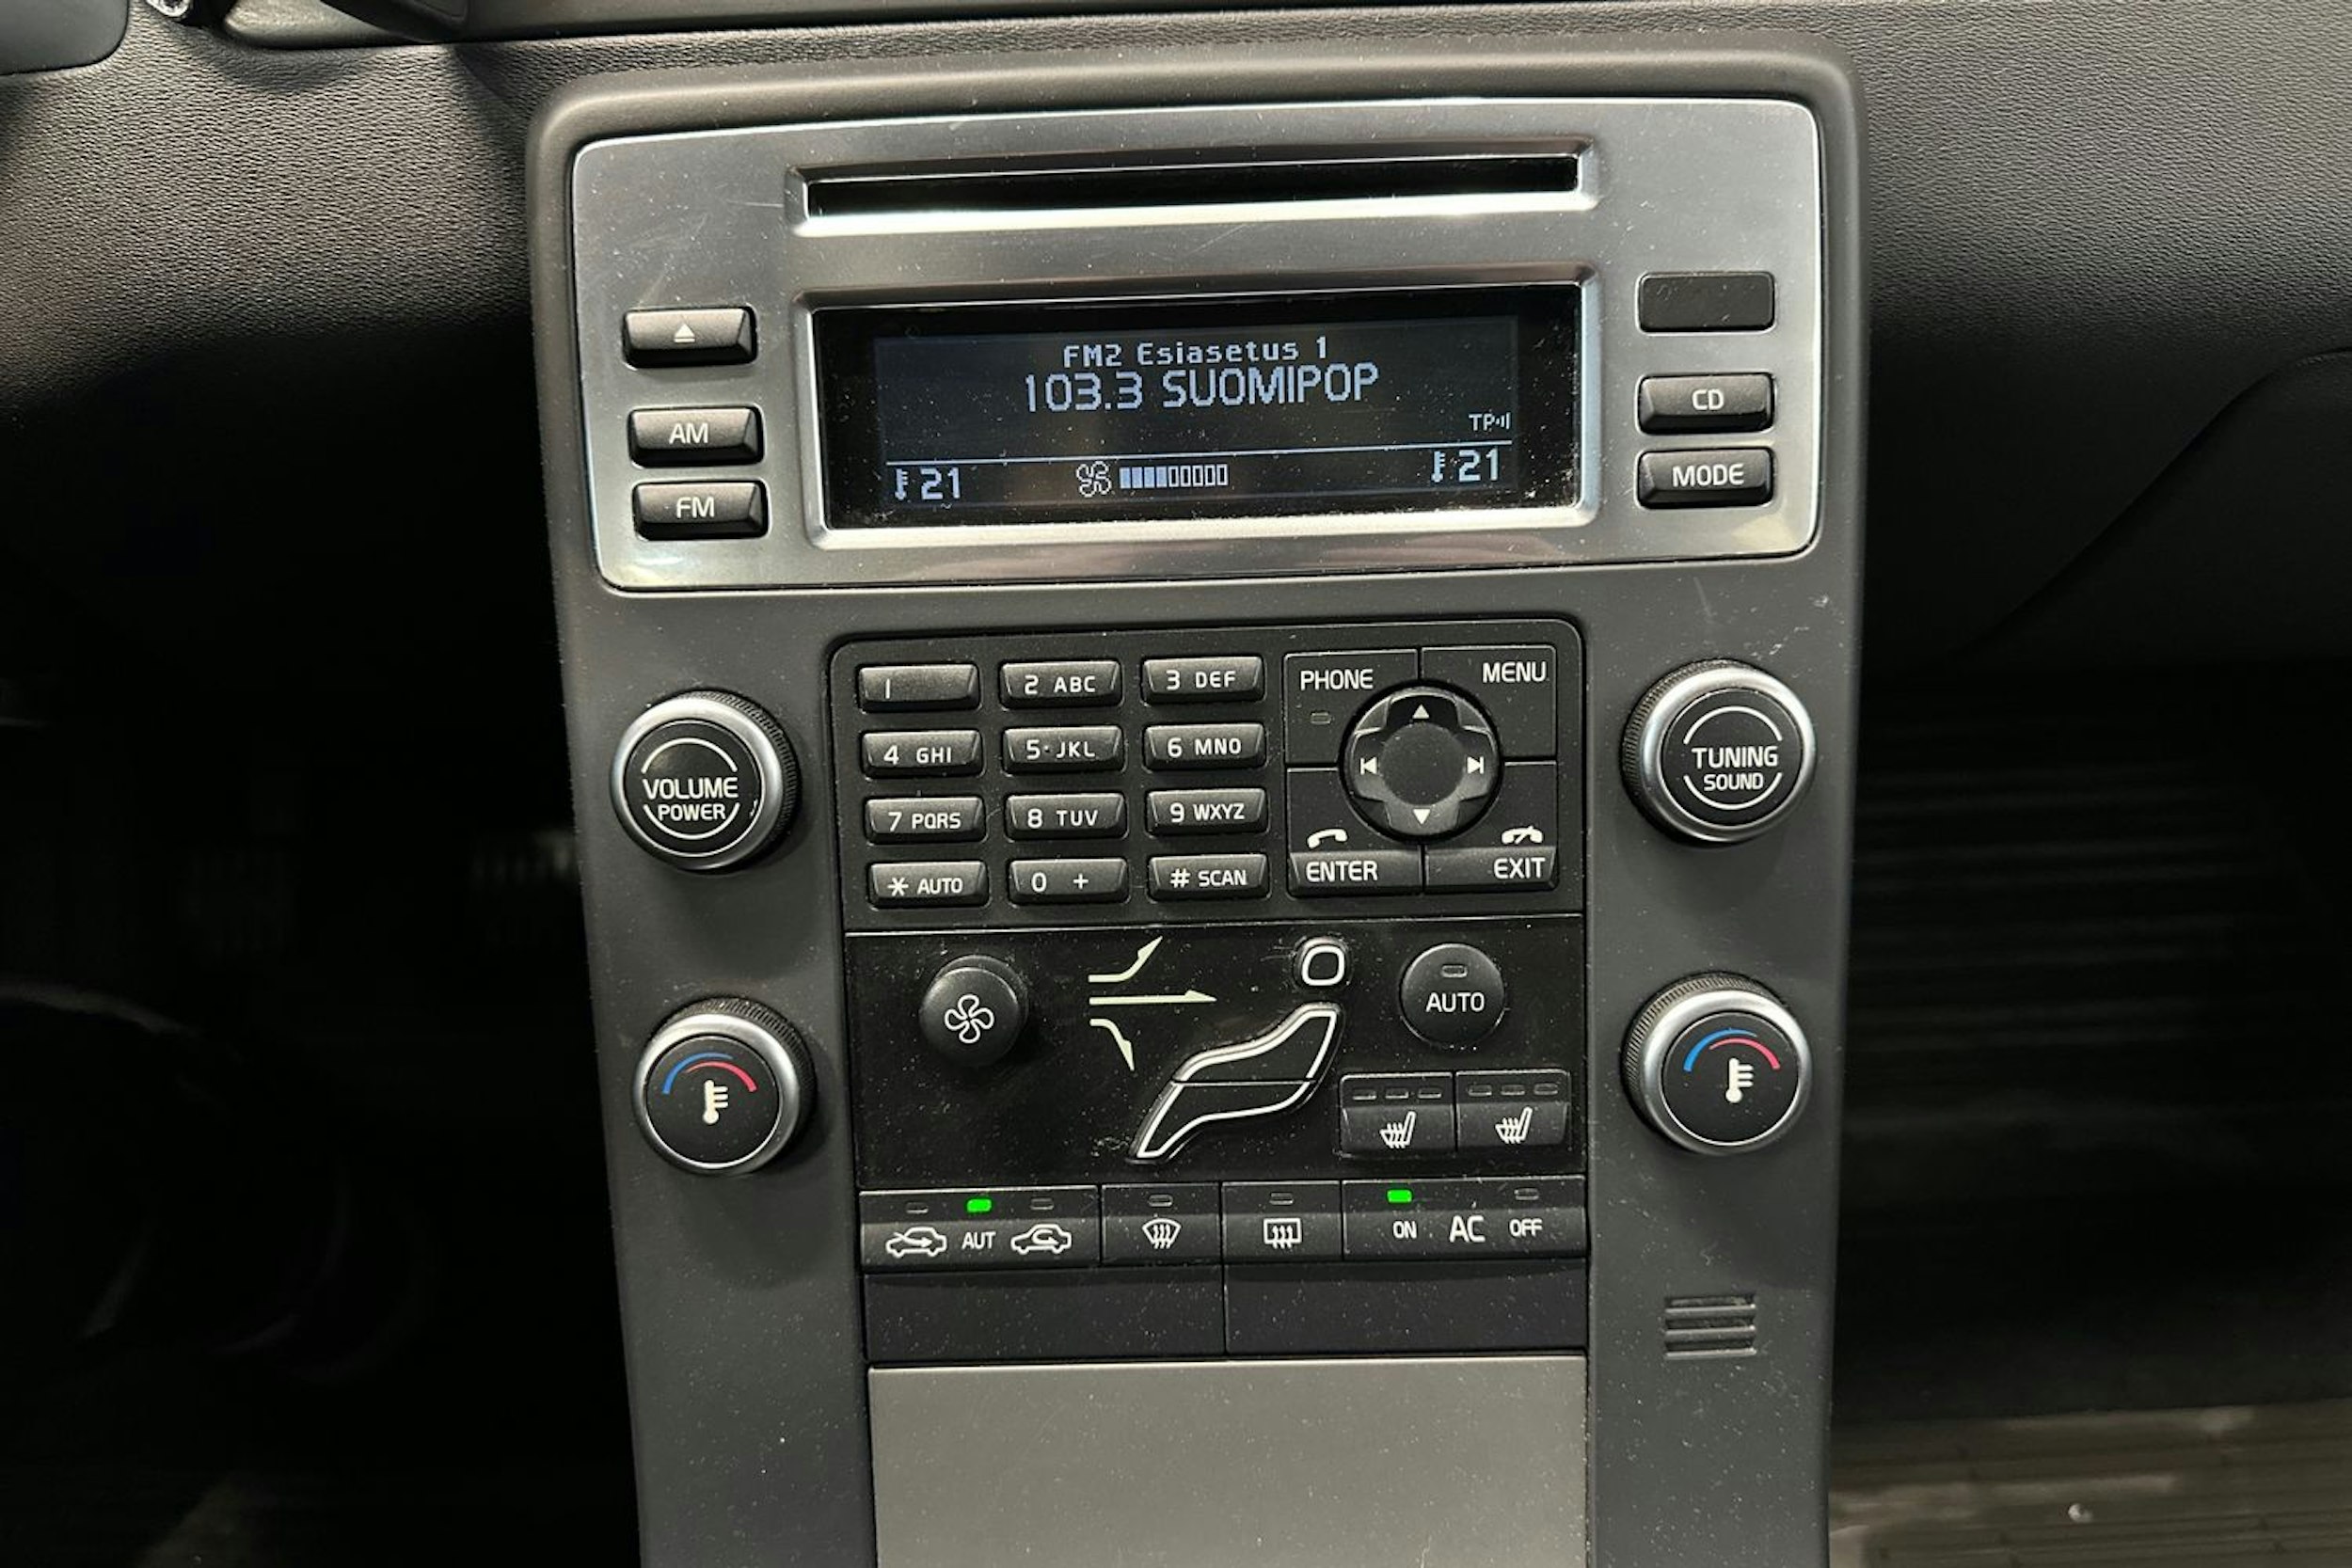 FM2 Esiasetus 1
103.3 SUOMIPOP
TP
21
21
AM
FM
CD
MODE
VOLUME
POWER
1
2 ABC
3 DEF
4 GHI
5 JKL
6 MNO
7 PQRS
8 TUV
9 WXYZ
* AUTO
0 +
# SCAN
PHONE
MENU
ENTER
EXIT
TUNING
SOUND
AUTO
AUT
ON AC OFF